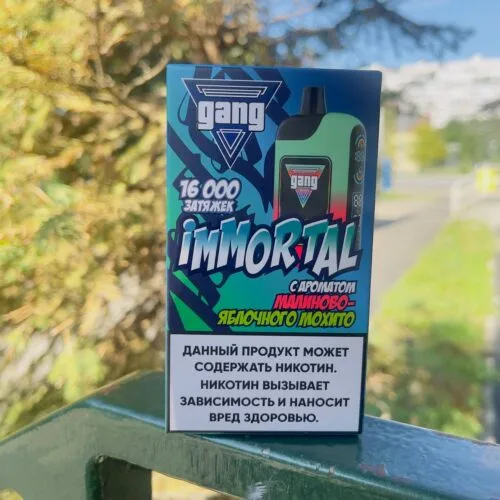 gang
gang
16 000
ЗАТЯЖЕК
IMMORTAL
С АРОМАТОМ
МАЛИНОВО-
ЯБЛОЧНОГО МОХИТО
ДАННЫЙ ПРОДУКТ МОЖЕТ
СОДЕРЖАТЬ НИКОТИН.
НИКОТИН ВЫЗЫВАЕТ
ЗАВИСИМОСТЬ И НАНОСИТ
ВРЕД ЗДОРОВЬЮ.